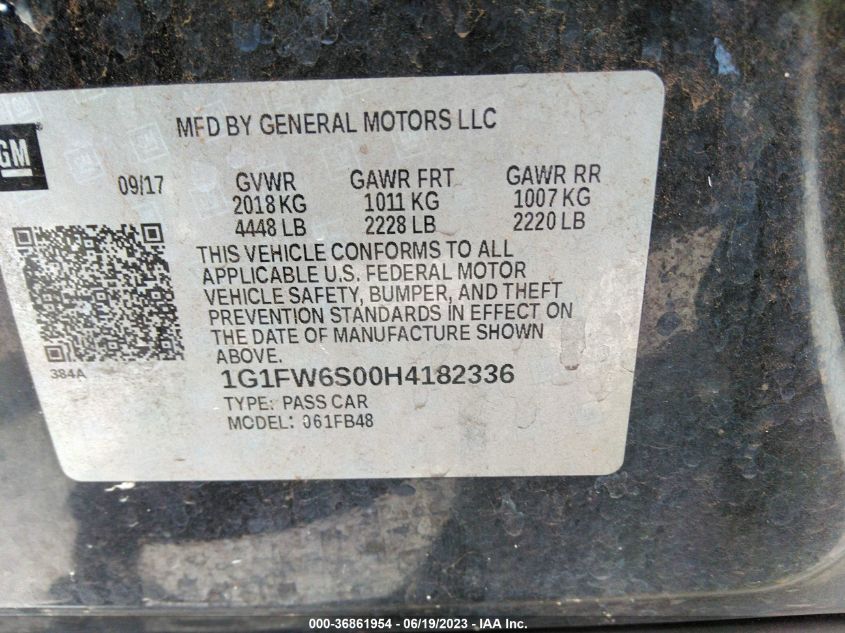 MFD BY GENERAL MOTORS LLC
GM
09/17 GVWR GAWR FRT GAWR RR
2018 KG 1011 KG 1007 KG
4448 LB 2228 LB 2220 LB
THIS VEHICLE CONFORMS TO ALL
APPLICABLE U.S. FEDERAL MOTOR
VEHICLE SAFETY, BUMPER, AND THEFT
PREVENTION STANDARDS IN EFFECT ON
THE DATE OF MANUFACTURE SHOWN
ABOVE.
384A
1G1FW6S00H4182336
TYPE: PASS CAR
MODEL: 061FB48
000-36861954 - 06/19/2023 - IAA Inc.